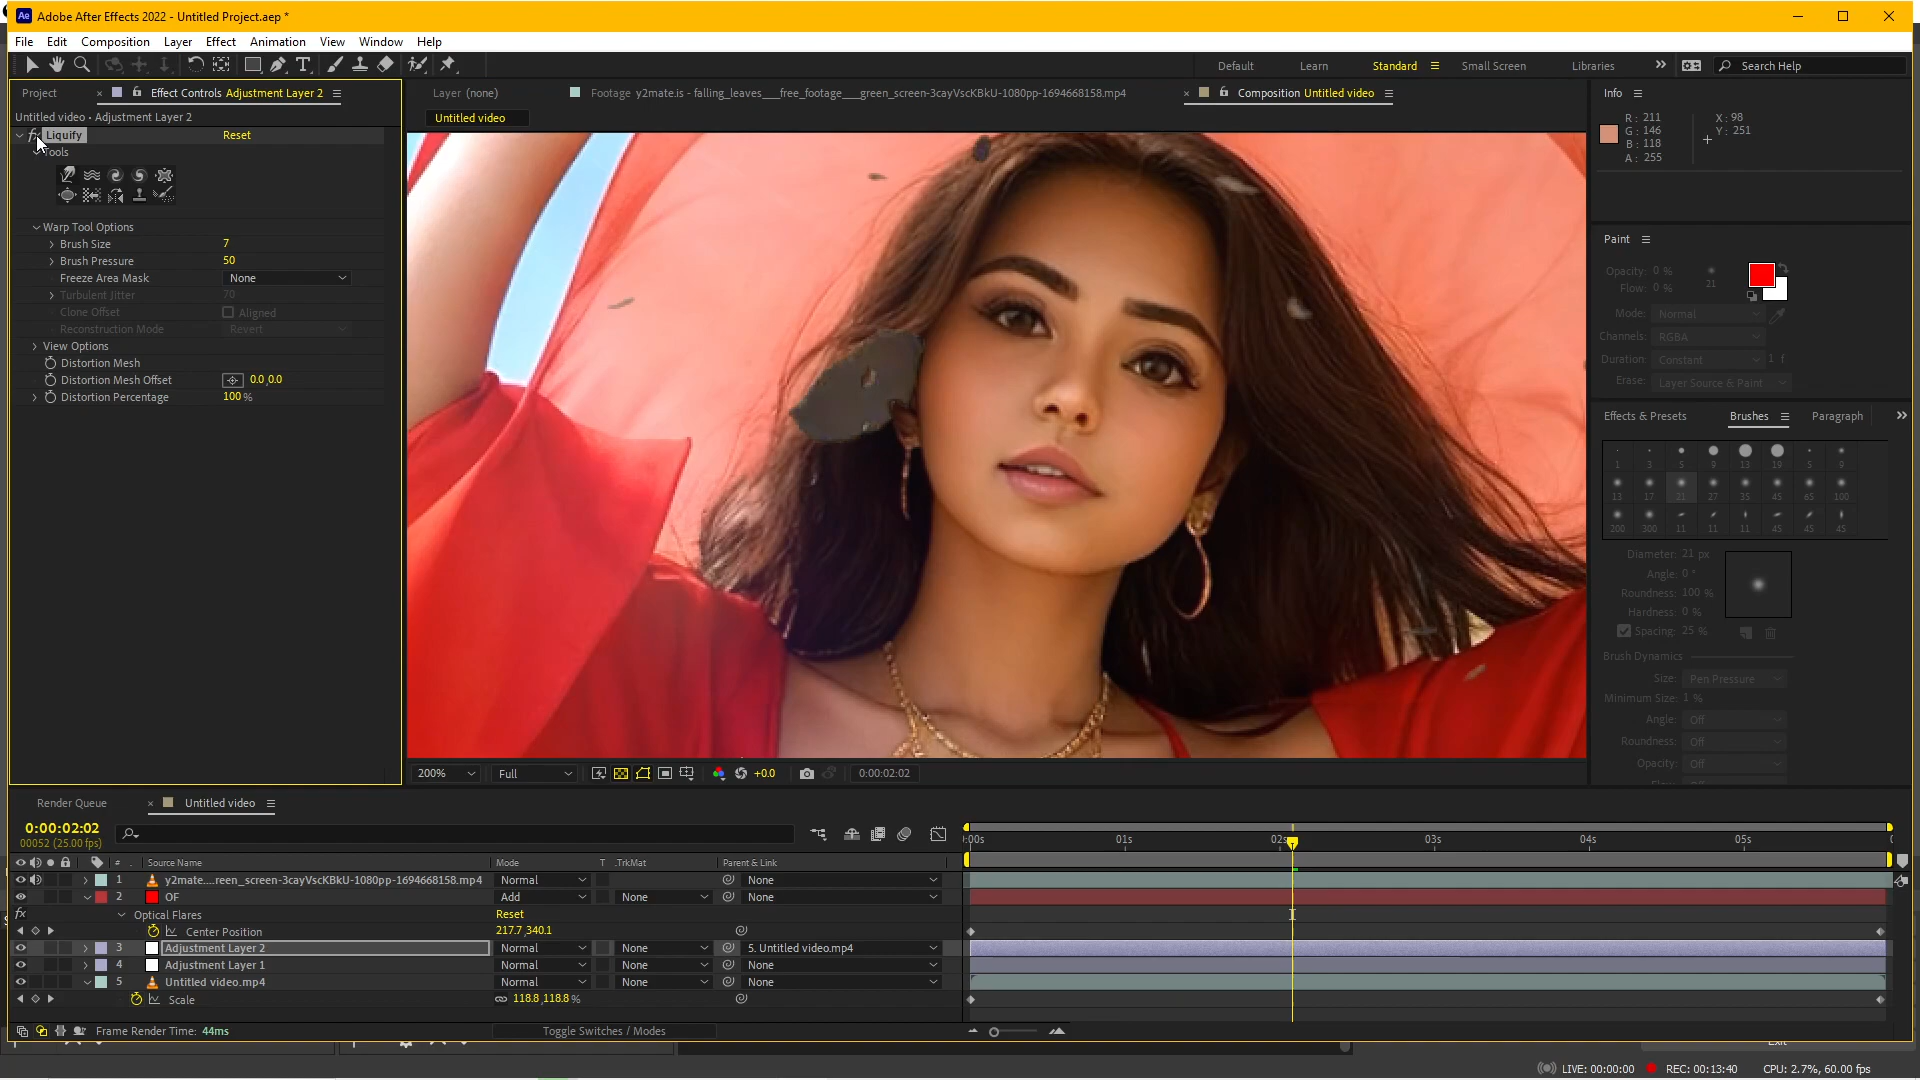 Ae Adobe After Effects 2022 - Untitled Project.aep *
File Edit Composition Layer Effect Animation View Window Help
Default Learn Standard Small Screen Libraries Search Help
Project Effect Controls Adjustment Layer 2
Layer (none) Footage y2mate.is - falling_leaves___free_footage___green_screen-3cayVscKBkU-1080pp-1694668158.mp4 Composition Untitled video
Untitled video • Adjustment Layer 2
Untitled video
fx Liquify Reset
Tools
Warp Tool Options
Brush Size 7
Brush Pressure 50
Freeze Area Mask None
Turbulent Jitter 70
Clone Offset Aligned
Reconstruction Mode Revert
View Options
Distortion Mesh
Distortion Mesh Offset 0.0,0.0
Distortion Percentage 100 %
Info
R : 211 X : 98
G : 146 Y : 251
B : 118
A : 255
Paint
Opacity: 0 %
Flow: 0 % 21
Mode: Normal
Channels: RGBA
Duration: Constant 1 f
Erase: Layer Source & Paint
Effects & Presets Brushes Paragraph
1 3 5 9 13 19 5 9
13 17 21 27 35 45 65 100
200 300 11 11 11 45 45 45
Diameter: 21 px
Angle: 0 °
Roundness: 100 %
Hardness: 0 %
Spacing: 25 %
Brush Dynamics
Size: Pen Pressure
Minimum Size: 1 %
Angle: Off
Roundness: Off
Opacity: Off
200% Full +0.0 0:00:02:02
Render Queue Untitled video
0:00:02:02
00052 (25.00 fps)
:00s 01s 02s 03s 04s 05s
# Source Name Mode T .TrkMat Parent & Link
1 y2mate....reen_screen-3cayVscKBkU-1080pp-1694668158.mp4 Normal None
2 OF Add None None
fx Optical Flares Reset
Center Position 217.7,340.1
3 Adjustment Layer 2 Normal None 5. Untitled video.mp4
4 Adjustment Layer 1 Normal None None
5 Untitled video.mp4 Normal None None
Scale 118.8,118.8 %
Frame Render Time: 44ms Toggle Switches / Modes
Exit
LIVE: 00:00:00 REC: 00:13:40 CPU: 2.7%, 60.00 fps